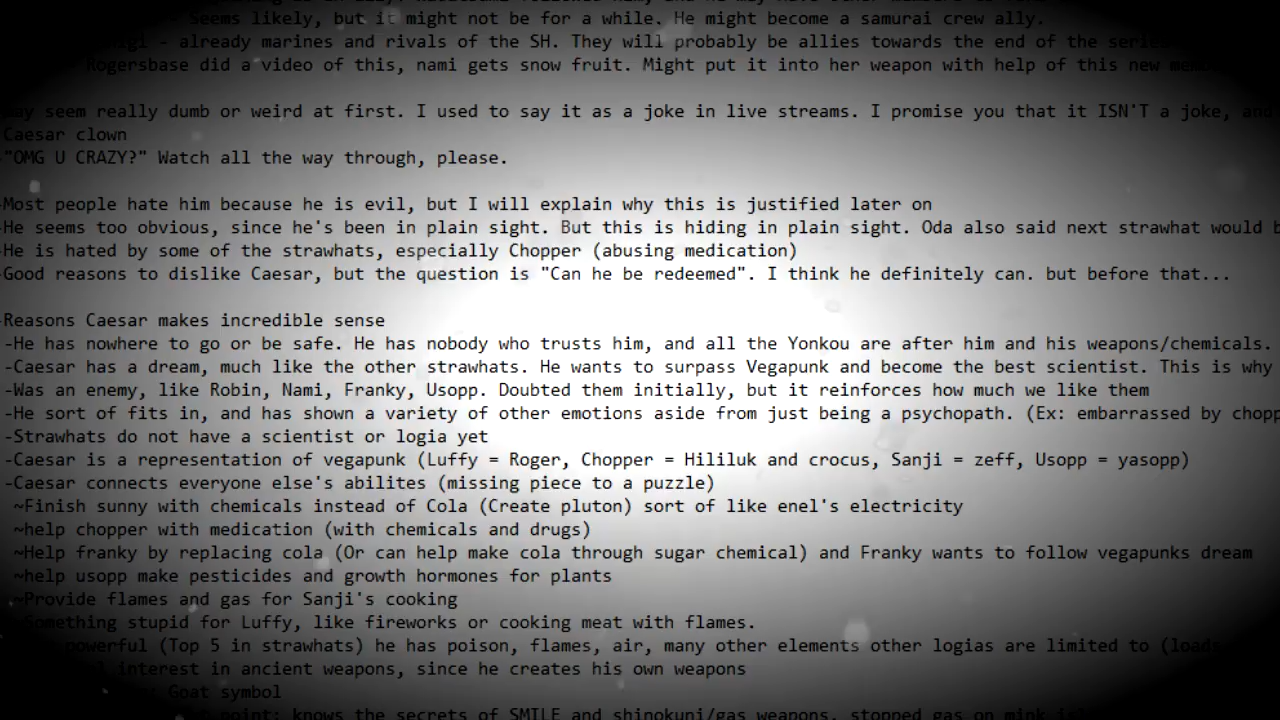 - Seems likely, but it might not be for a while. He might become a samurai crew ally.
- already marines and rivals of the SH. They will probably be allies towards the end of the series
Rogersbase did a video of this, nami gets snow fruit. Might put it into her weapon with help of this new
may seem really dumb or weird at first. I used to say it as a joke in live streams. I promise you that it ISN'T a joke, and
Caesar clown
"OMG U CRAZY?" Watch all the way through, please.
-Most people hate him because he is evil, but I will explain why this is justified later on
-He seems too obvious, since he's been in plain sight. But this is hiding in plain sight. Oda also said next strawhat would b
-He is hated by some of the strawhats, especially Chopper (abusing medication)
-Good reasons to dislike Caesar, but the question is "Can he be redeemed". I think he definitely can. but before that...
Reasons Caesar makes incredible sense
-He has nowhere to go or be safe. He has nobody who trusts him, and all the Yonkou are after him and his weapons/chemicals.
-Caesar has a dream, much like the other strawhats. He wants to surpass Vegapunk and become the best scientist. This is why
-Was an enemy, like Robin, Nami, Franky, Usopp. Doubted them initially, but it reinforces how much we like them
-He sort of fits in, and has shown a variety of other emotions aside from just being a psychopath. (Ex: embarrassed by chopp
-Strawhats do not have a scientist or logia yet
-Caesar is a representation of vegapunk (Luffy = Roger, Chopper = Hililuk and crocus, Sanji = zeff, Usopp = yasopp)
-Caesar connects everyone else's abilites (missing piece to a puzzle)
~Finish sunny with chemicals instead of Cola (Create pluton) sort of like enel's electricity
~help chopper with medication (with chemicals and drugs)
~Help franky by replacing cola (Or can help make cola through sugar chemical) and Franky wants to follow vegapunks dream
~help usopp make pesticides and growth hormones for plants
~Provide flames and gas for Sanji's cooking
~Something stupid for Luffy, like fireworks or cooking meat with flames.
powerful (Top 5 in strawhats) he has poison, flames, air, many other elements other logias are limited to (loads
interest in ancient weapons, since he creates his own weapons
Goat symbol
point: knows the secrets of SMILE and shinokuni/gas weapons, stopped gas on mink